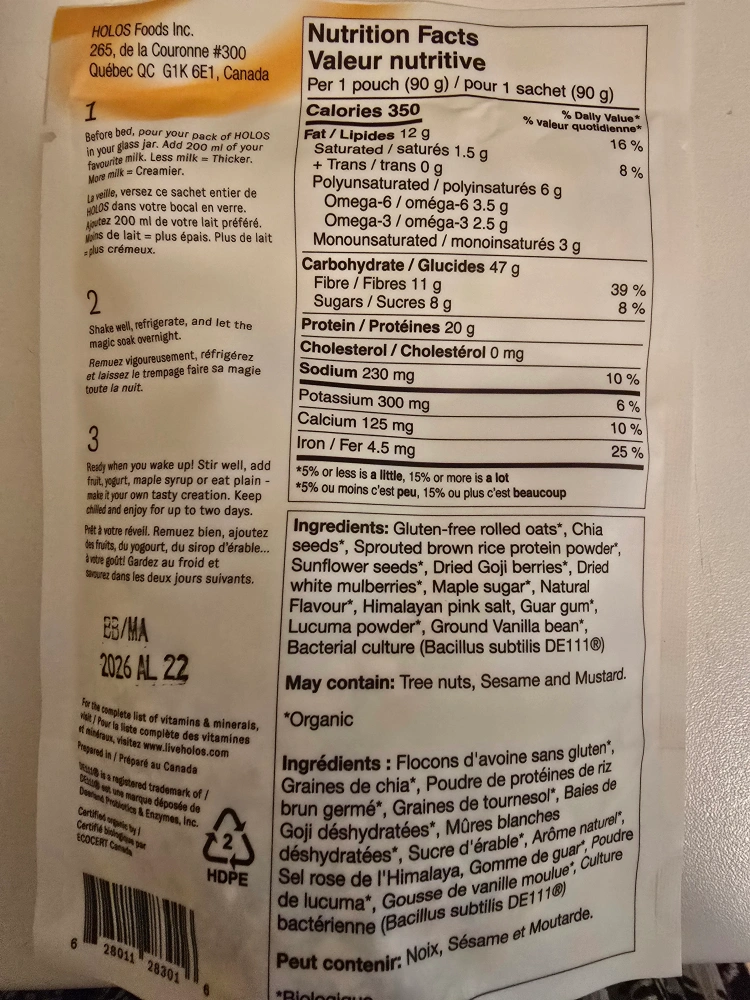 HOLOS Foods Inc.
265, de la Couronne #300
Québec QC G1K 6E1, Canada
1
Before bed, pour your pack of HOLOS
in your glass jar. Add 200 ml of your
favourite milk. Less milk = Thicker.
More milk = Creamier.
La veille, versez ce sachet entier de
HOLOS dans votre bocal en verre.
Ajoutez 200 ml de votre lait préféré.
Moins de lait = plus épais. Plus de lait
= plus crémeux.
2
Shake well, refrigerate, and let the
magic soak overnight.
Remuez vigoureusement, réfrigérez
et laissez le trempage faire sa magie
toute la nuit.
3
Ready when you wake up! Stir well, add
fruit, yogurt, maple syrup or eat plain -
make it your own tasty creation. Keep
chilled and enjoy for up to two days.
Prêt à votre réveil. Remuez bien, ajoutez
des fruits, du yogourt, du sirop d'érable...
à votre goût! Gardez au froid et
savourez dans les deux jours suivants.
BB/MA
2026 AL 22
For the complete list of vitamins & minerals,
visit / Pour la liste complète des vitamines
et minéraux, visitez www.liveholos.com
Prepared in / Préparé au Canada
DE111® is a registered trademark of /
DE111® est une marque déposée de
Deerland Probiotics & Enzymes, Inc.
Certified organic by /
Certifié biologique par
ECOCERT Canada
2
HDPE
6 28011 28301 6
Nutrition Facts
Valeur nutritive
Per 1 pouch (90 g) / pour 1 sachet (90 g)
Calories 350
% Daily Value*
% valeur quotidienne*
Fat / Lipides 12 g 16 %
Saturated / saturés 1.5 g
+ Trans / trans 0 g 8 %
Polyunsaturated / polyinsaturés 6 g
Omega-6 / oméga-6 3.5 g
Omega-3 / oméga-3 2.5 g
Monounsaturated / monoinsaturés 3 g
Carbohydrate / Glucides 47 g
Fibre / Fibres 11 g 39 %
Sugars / Sucres 8 g 8 %
Protein / Protéines 20 g
Cholesterol / Cholestérol 0 mg
Sodium 230 mg 10 %
Potassium 300 mg 6 %
Calcium 125 mg 10 %
Iron / Fer 4.5 mg 25 %
*5% or less is a little, 15% or more is a lot
*5% ou moins c'est peu, 15% ou plus c'est beaucoup
Ingredients: Gluten-free rolled oats*, Chia
seeds*, Sprouted brown rice protein powder*,
Sunflower seeds*, Dried Goji berries*, Dried
white mulberries*, Maple sugar*, Natural
Flavour*, Himalayan pink salt, Guar gum*,
Lucuma powder*, Ground Vanilla bean*,
Bacterial culture (Bacillus subtilis DE111®)
May contain: Tree nuts, Sesame and Mustard.
*Organic
Ingrédients : Flocons d'avoine sans gluten*,
Graines de chia*, Poudre de protéines de riz
brun germé*, Graines de tournesol*, Baies de
Goji déshydratées*, Mûres blanches
déshydratées*, Sucre d'érable*, Arôme naturel*,
Sel rose de l'Himalaya, Gomme de guar*, Poudre
de lucuma*, Gousse de vanille moulue*, Culture
bactérienne (Bacillus subtilis DE111®)
Peut contenir: Noix, Sésame et Moutarde.
*Biologique